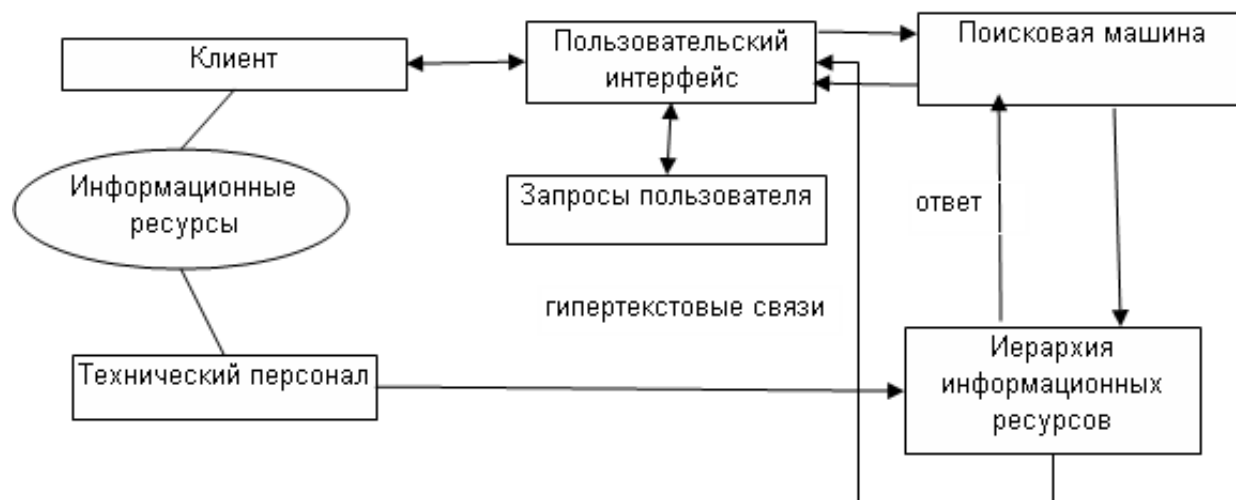 Клиент
Пользовательский
интерфейс
Поисковая машина
Информационные
ресурсы
Запросы пользователя
ответ
гипертекстовые связи
Технический персонал
Иерархия
информационных
ресурсов